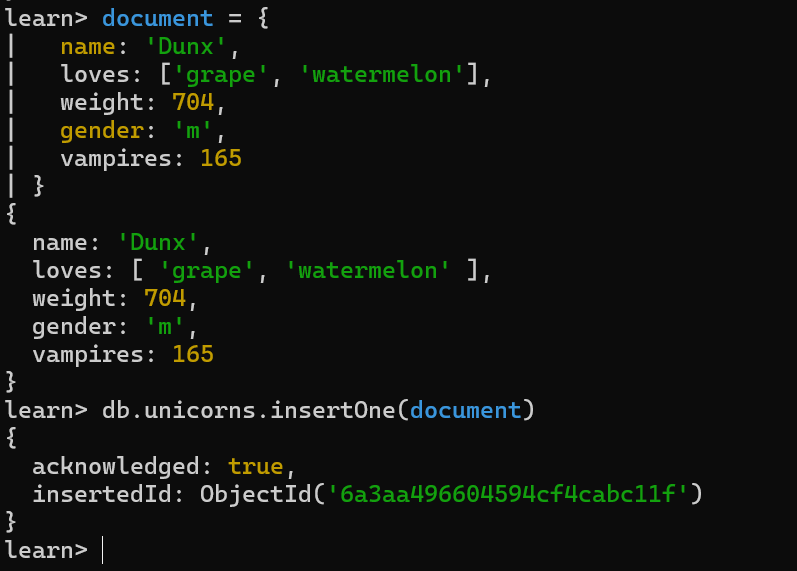 learn> document = {
|   name: 'Dunx',
|   loves: ['grape', 'watermelon'],
|   weight: 704,
|   gender: 'm',
|   vampires: 165
| }
{
  name: 'Dunx',
  loves: [ 'grape', 'watermelon' ],
  weight: 704,
  gender: 'm',
  vampires: 165
}
learn> db.unicorns.insertOne(document)
{
  acknowledged: true,
  insertedId: ObjectId('6a3aa496604594cf4cabc11f')
}
learn>